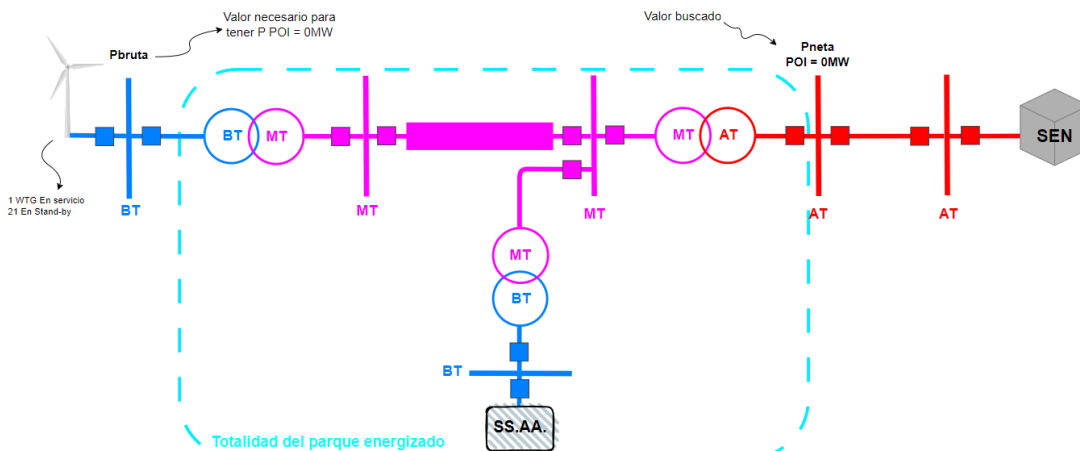 Valor necesario para
tener P POI = 0MW
Valor buscado
Pbruta
Pneta
POI = 0MW
BT
MT
MT
AT
SEN
1 WTG En servicio
21 En Stand-by
BT
MT
MT
AT
AT
MT
BT
BT
SS.AA.
Totalidad del parque energizado